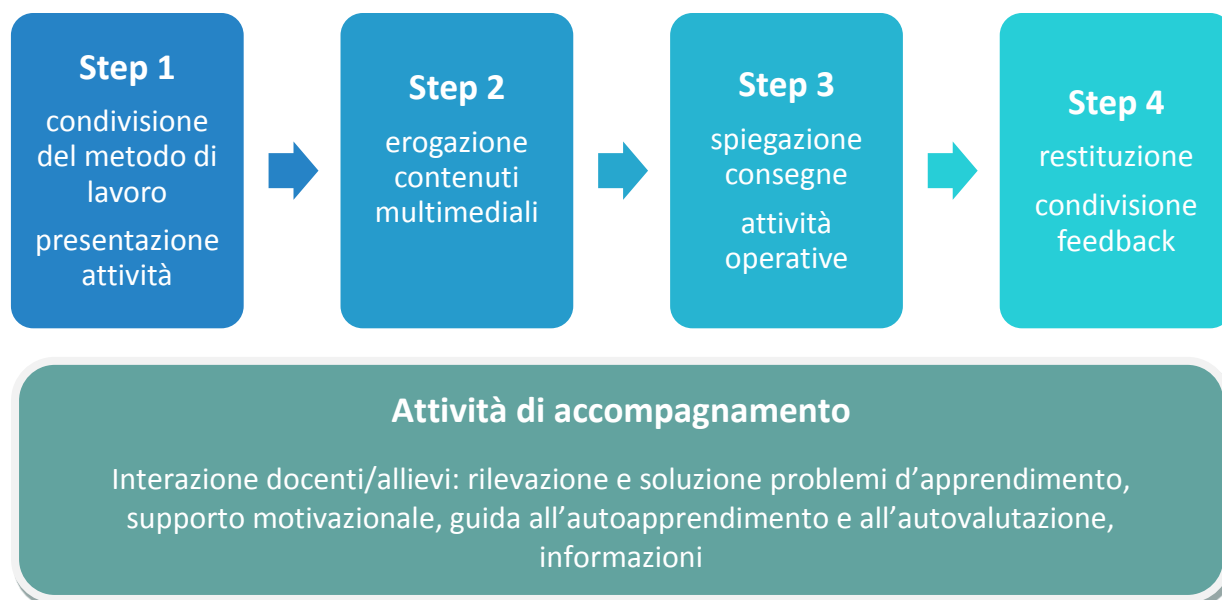 Step 1
condivisione
del metodo di
lavoro
presentazione
attività
Step 2
erogazione
contenuti
multimediali
Step 3
spiegazione
consegne
attività
operative
Step 4
restituzione
condivisione
feedback
Attività di accompagnamento
Interazione docenti/allievi: rilevazione e soluzione problemi d’apprendimento,
supporto motivazionale, guida all’autoapprendimento e all’autovalutazione,
informazioni